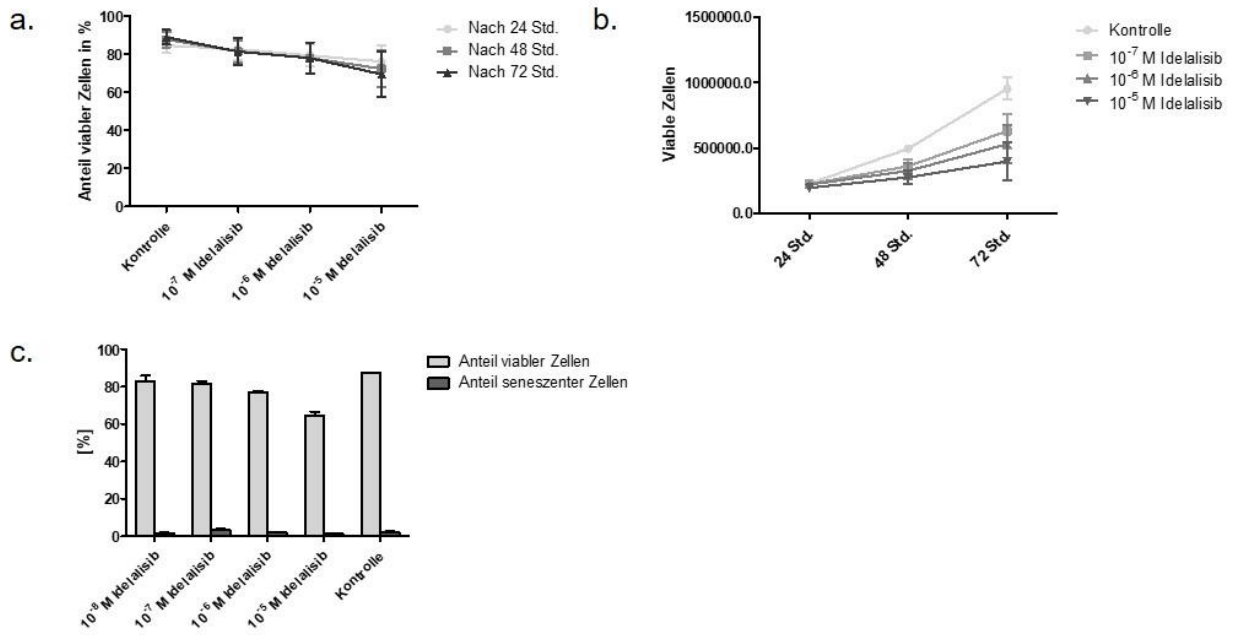 a.
Anteil viabler Zellen in %
100
80
60
40
20
0
Kontrolle
10⁻⁷ M Idelalisib
10⁻⁶ M Idelalisib
10⁻⁵ M Idelalisib
Nach 24 Std.
Nach 48 Std.
Nach 72 Std.
b.
Viable Zellen
1500000.0
1000000.0
500000.0
0.0
24 Std.
48 Std.
72 Std.
Kontrolle
10⁻⁷ M Idelalisib
10⁻⁶ M Idelalisib
10⁻⁵ M Idelalisib
c.
[%]
100
80
60
40
20
0
10⁻⁸ M Idelalisib
10⁻⁷ M Idelalisib
10⁻⁶ M Idelalisib
10⁻⁵ M Idelalisib
Kontrolle
Anteil viabler Zellen
Anteil seneszenter Zellen